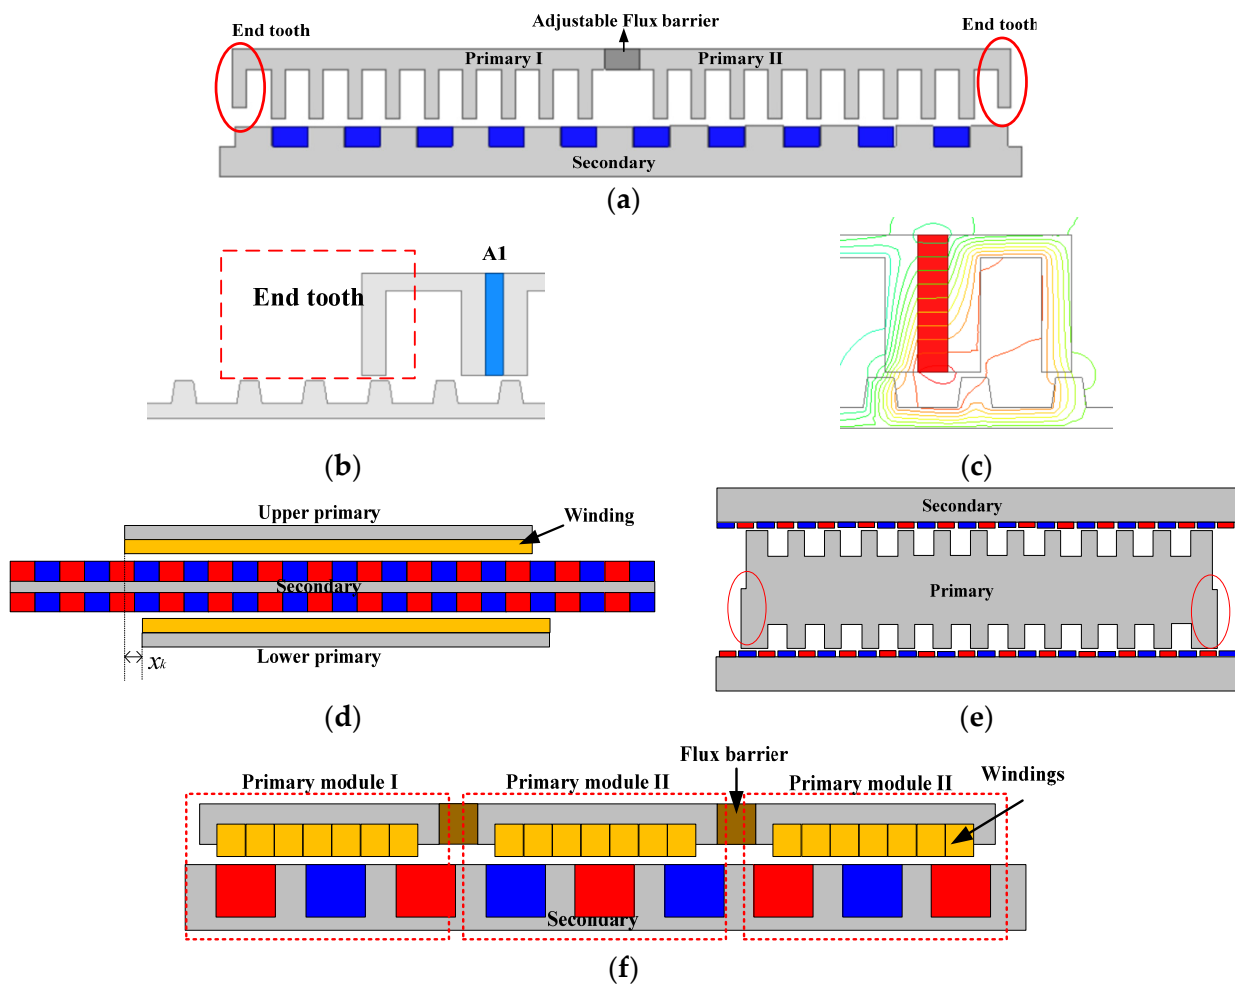 Adjustable Flux barrier
End tooth
End tooth
Primary I
Primary II
Secondary
(a)
A1
End tooth
(b)
(c)
Upper primary
Winding
Secondary
Lower primary
xk
(d)
Secondary
Primary
(e)
Flux barrier
Primary module I
Primary module II
Primary module II
Windings
Secondary
(f)